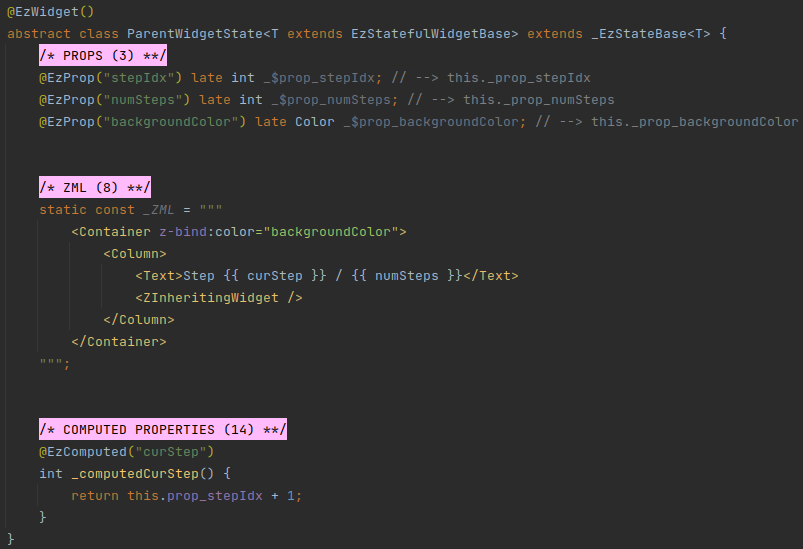 @EzWidget()
abstract class ParentWidgetState<T extends EzStatefulWidgetBase> extends _EzStateBase<T> {
    /* PROPS (3) **/
    @EzProp("stepIdx") late int _$prop_stepIdx; // --> this._prop_stepIdx
    @EzProp("numSteps") late int _$prop_numSteps; // --> this._prop_numSteps
    @EzProp("backgroundColor") late Color _$prop_backgroundColor; // --> this._prop_backgroundColor
    /* ZML (8) **/
    static const _ZML = """
        <Container z-bind:color="backgroundColor">
            <Column>
                <Text>Step {{ curStep }} / {{ numSteps }}</Text>
                <ZInheritingWidget />
            </Column>
        </Container>
    """;
    /* COMPUTED PROPERTIES (14) **/
    @EzComputed("curStep")
    int _computedCurStep() {
        return this.prop_stepIdx + 1;
    }
}